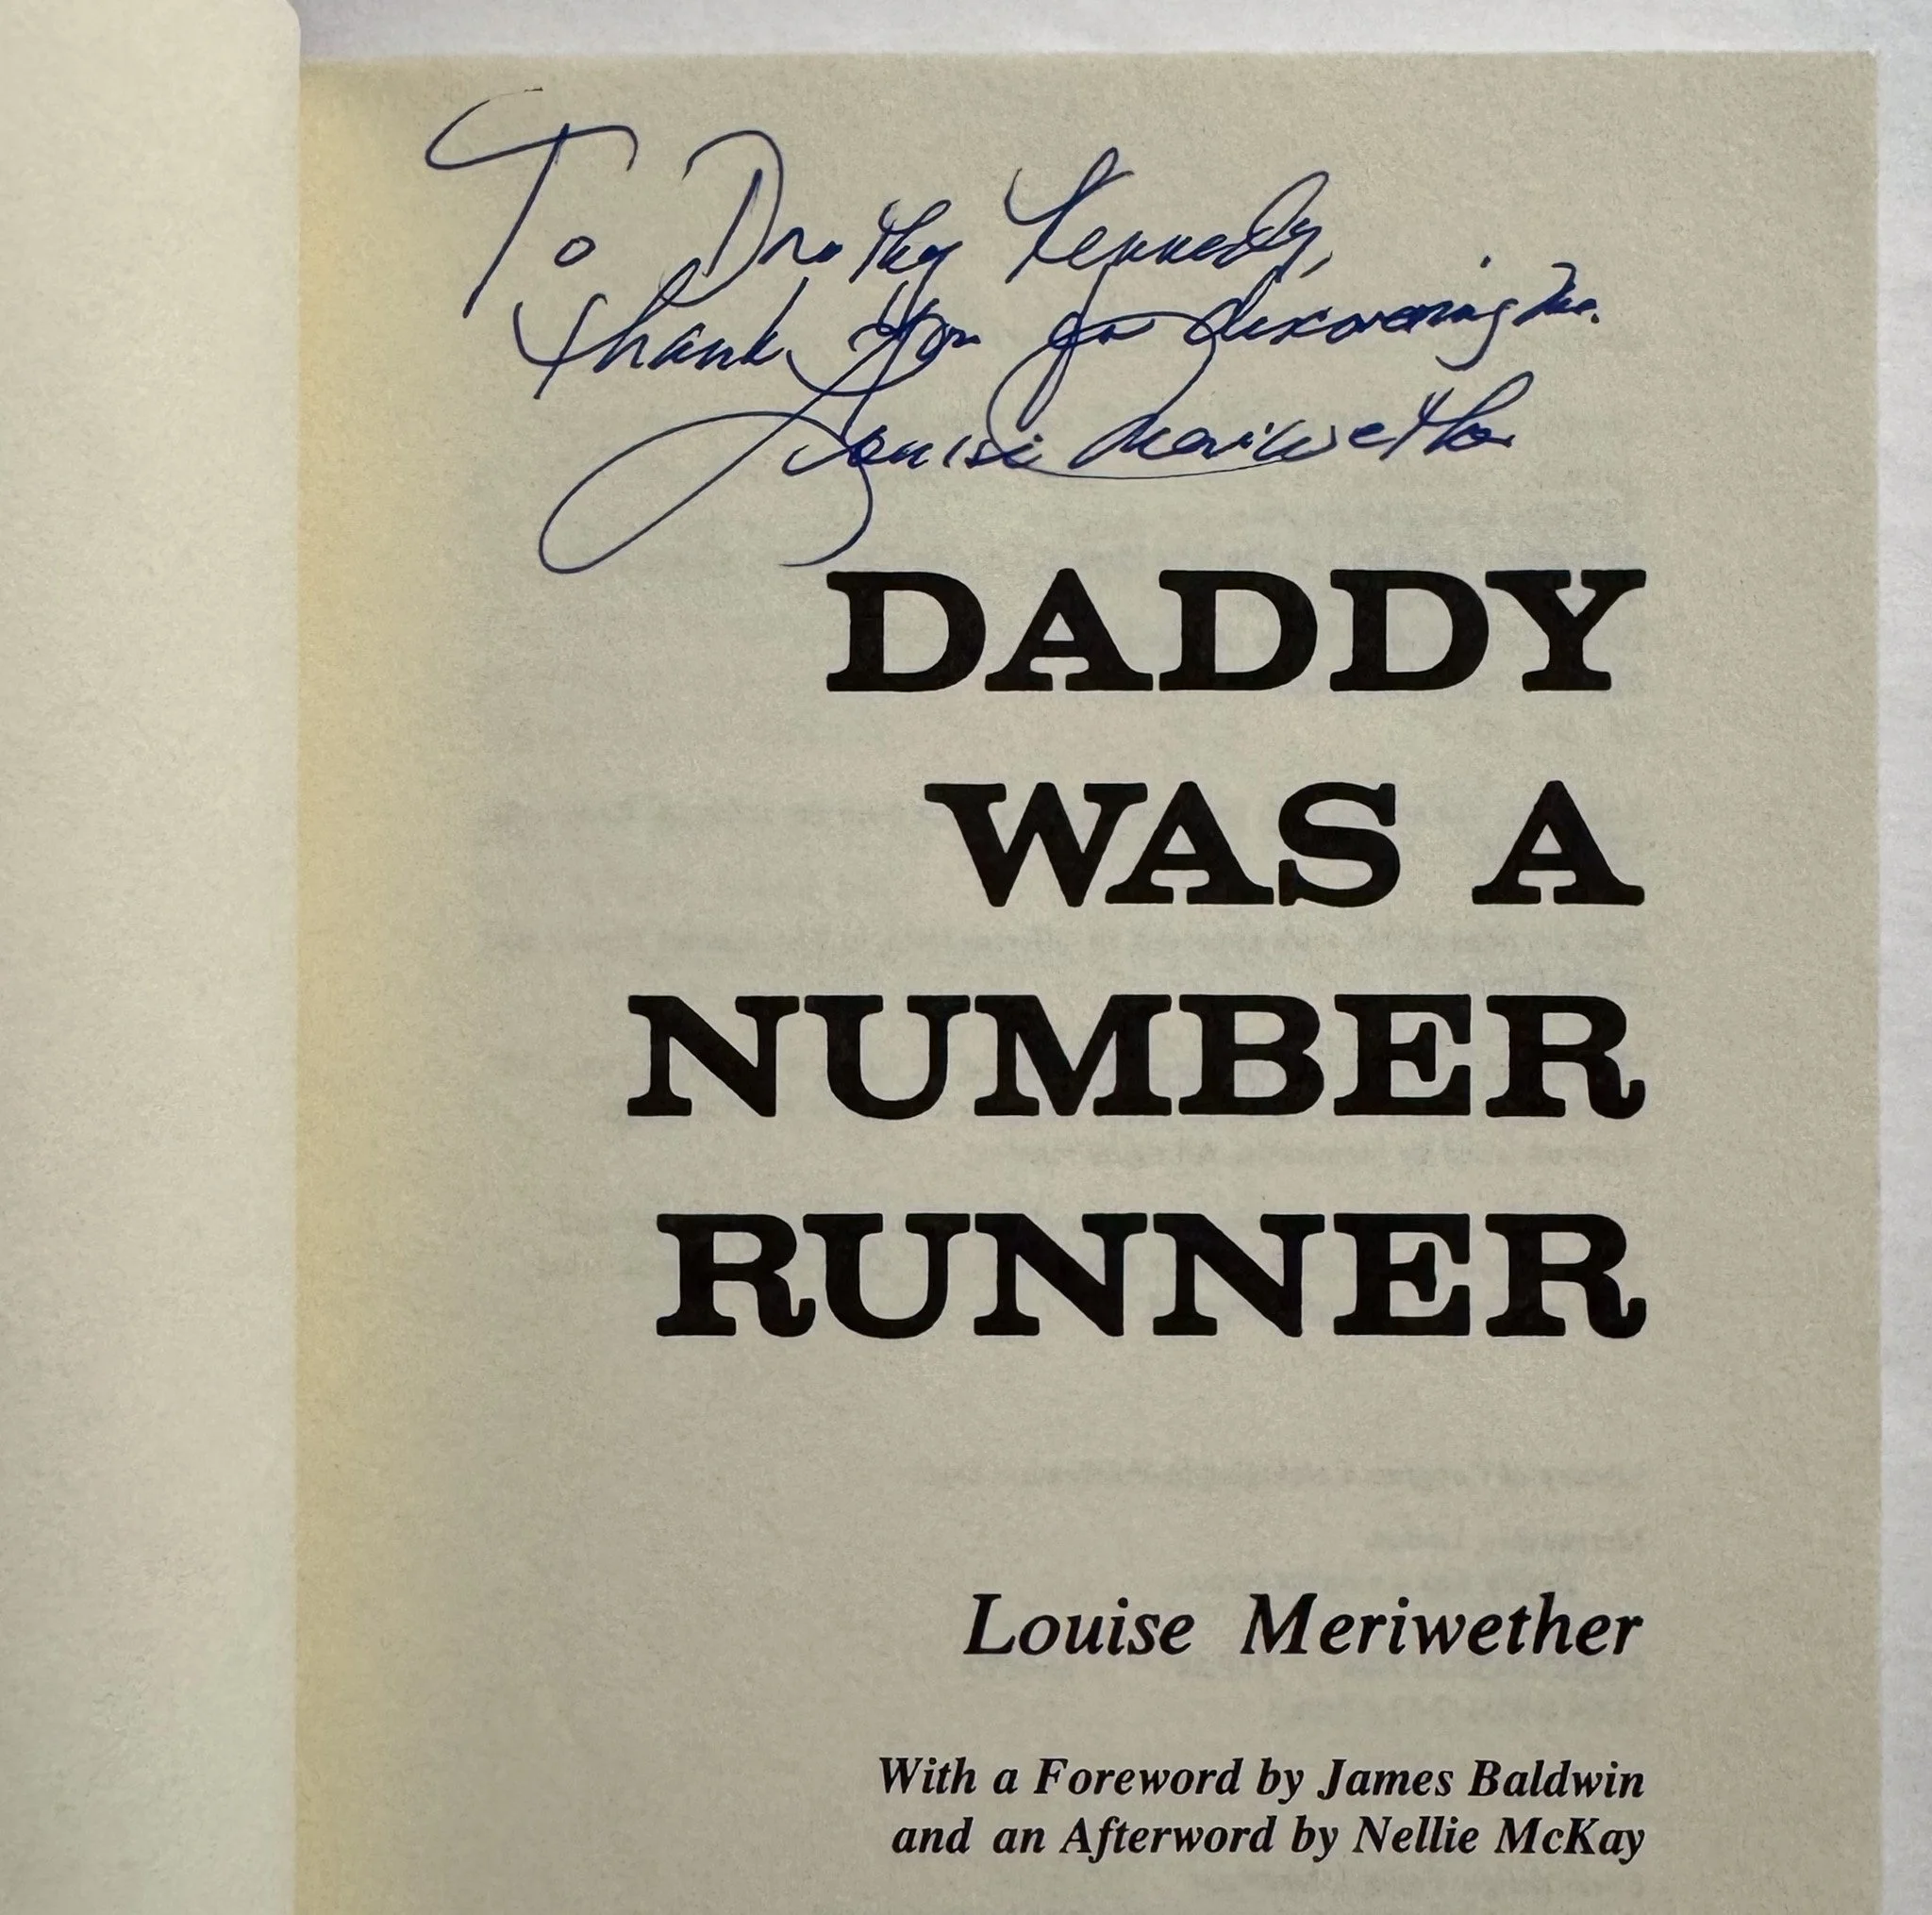 To Dorothy Kennedy,
Thank you for discovering me.
Louise Meriwether
DADDY
WAS A
NUMBER
RUNNER
Louise Meriwether
With a Foreword by James Baldwin
and an Afterword by Nellie McKay